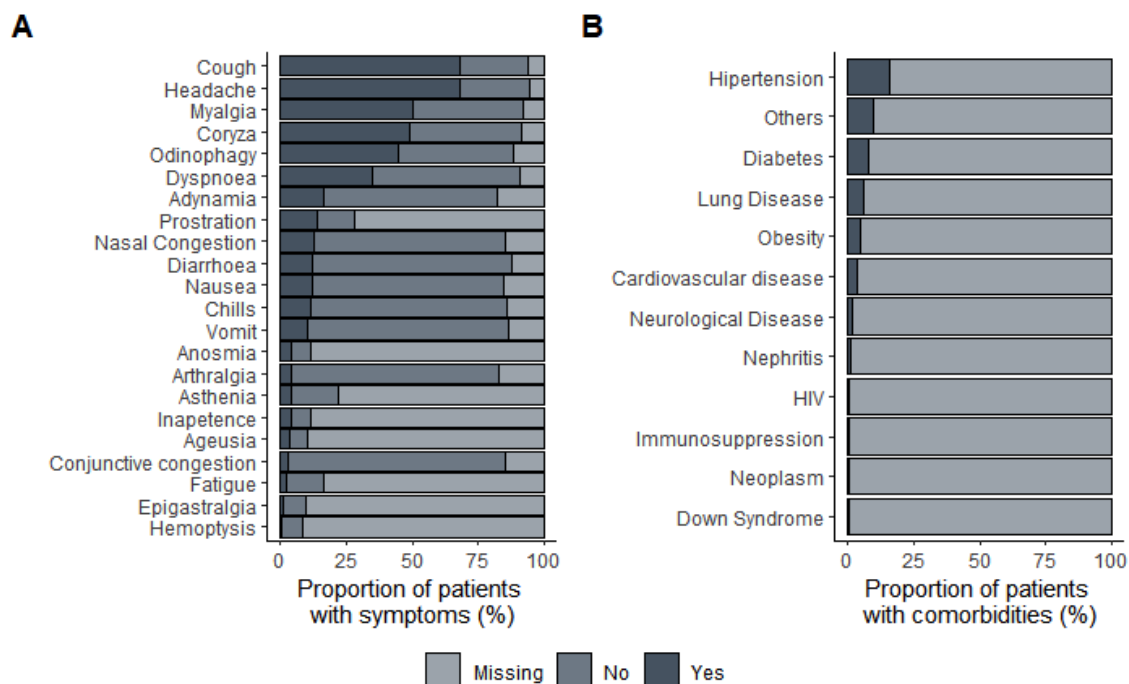 A
Cough
Headache
Myalgia
Coryza
Odinophagy
Dyspnoea
Adynamia
Prostration
Nasal Congestion
Diarrhoea
Nausea
Chills
Vomit
Anosmia
Arthralgia
Asthenia
Inapetence
Ageusia
Conjunctive congestion
Fatigue
Epigastralgia
Hemoptysis
0 25 50 75 100
Proportion of patients
with symptoms (%)
B
Hipertension
Others
Diabetes
Lung Disease
Obesity
Cardiovascular disease
Neurological Disease
Nephritis
HIV
Immunosuppression
Neoplasm
Down Syndrome
0 25 50 75 100
Proportion of patients
with comorbidities (%)
Missing No Yes